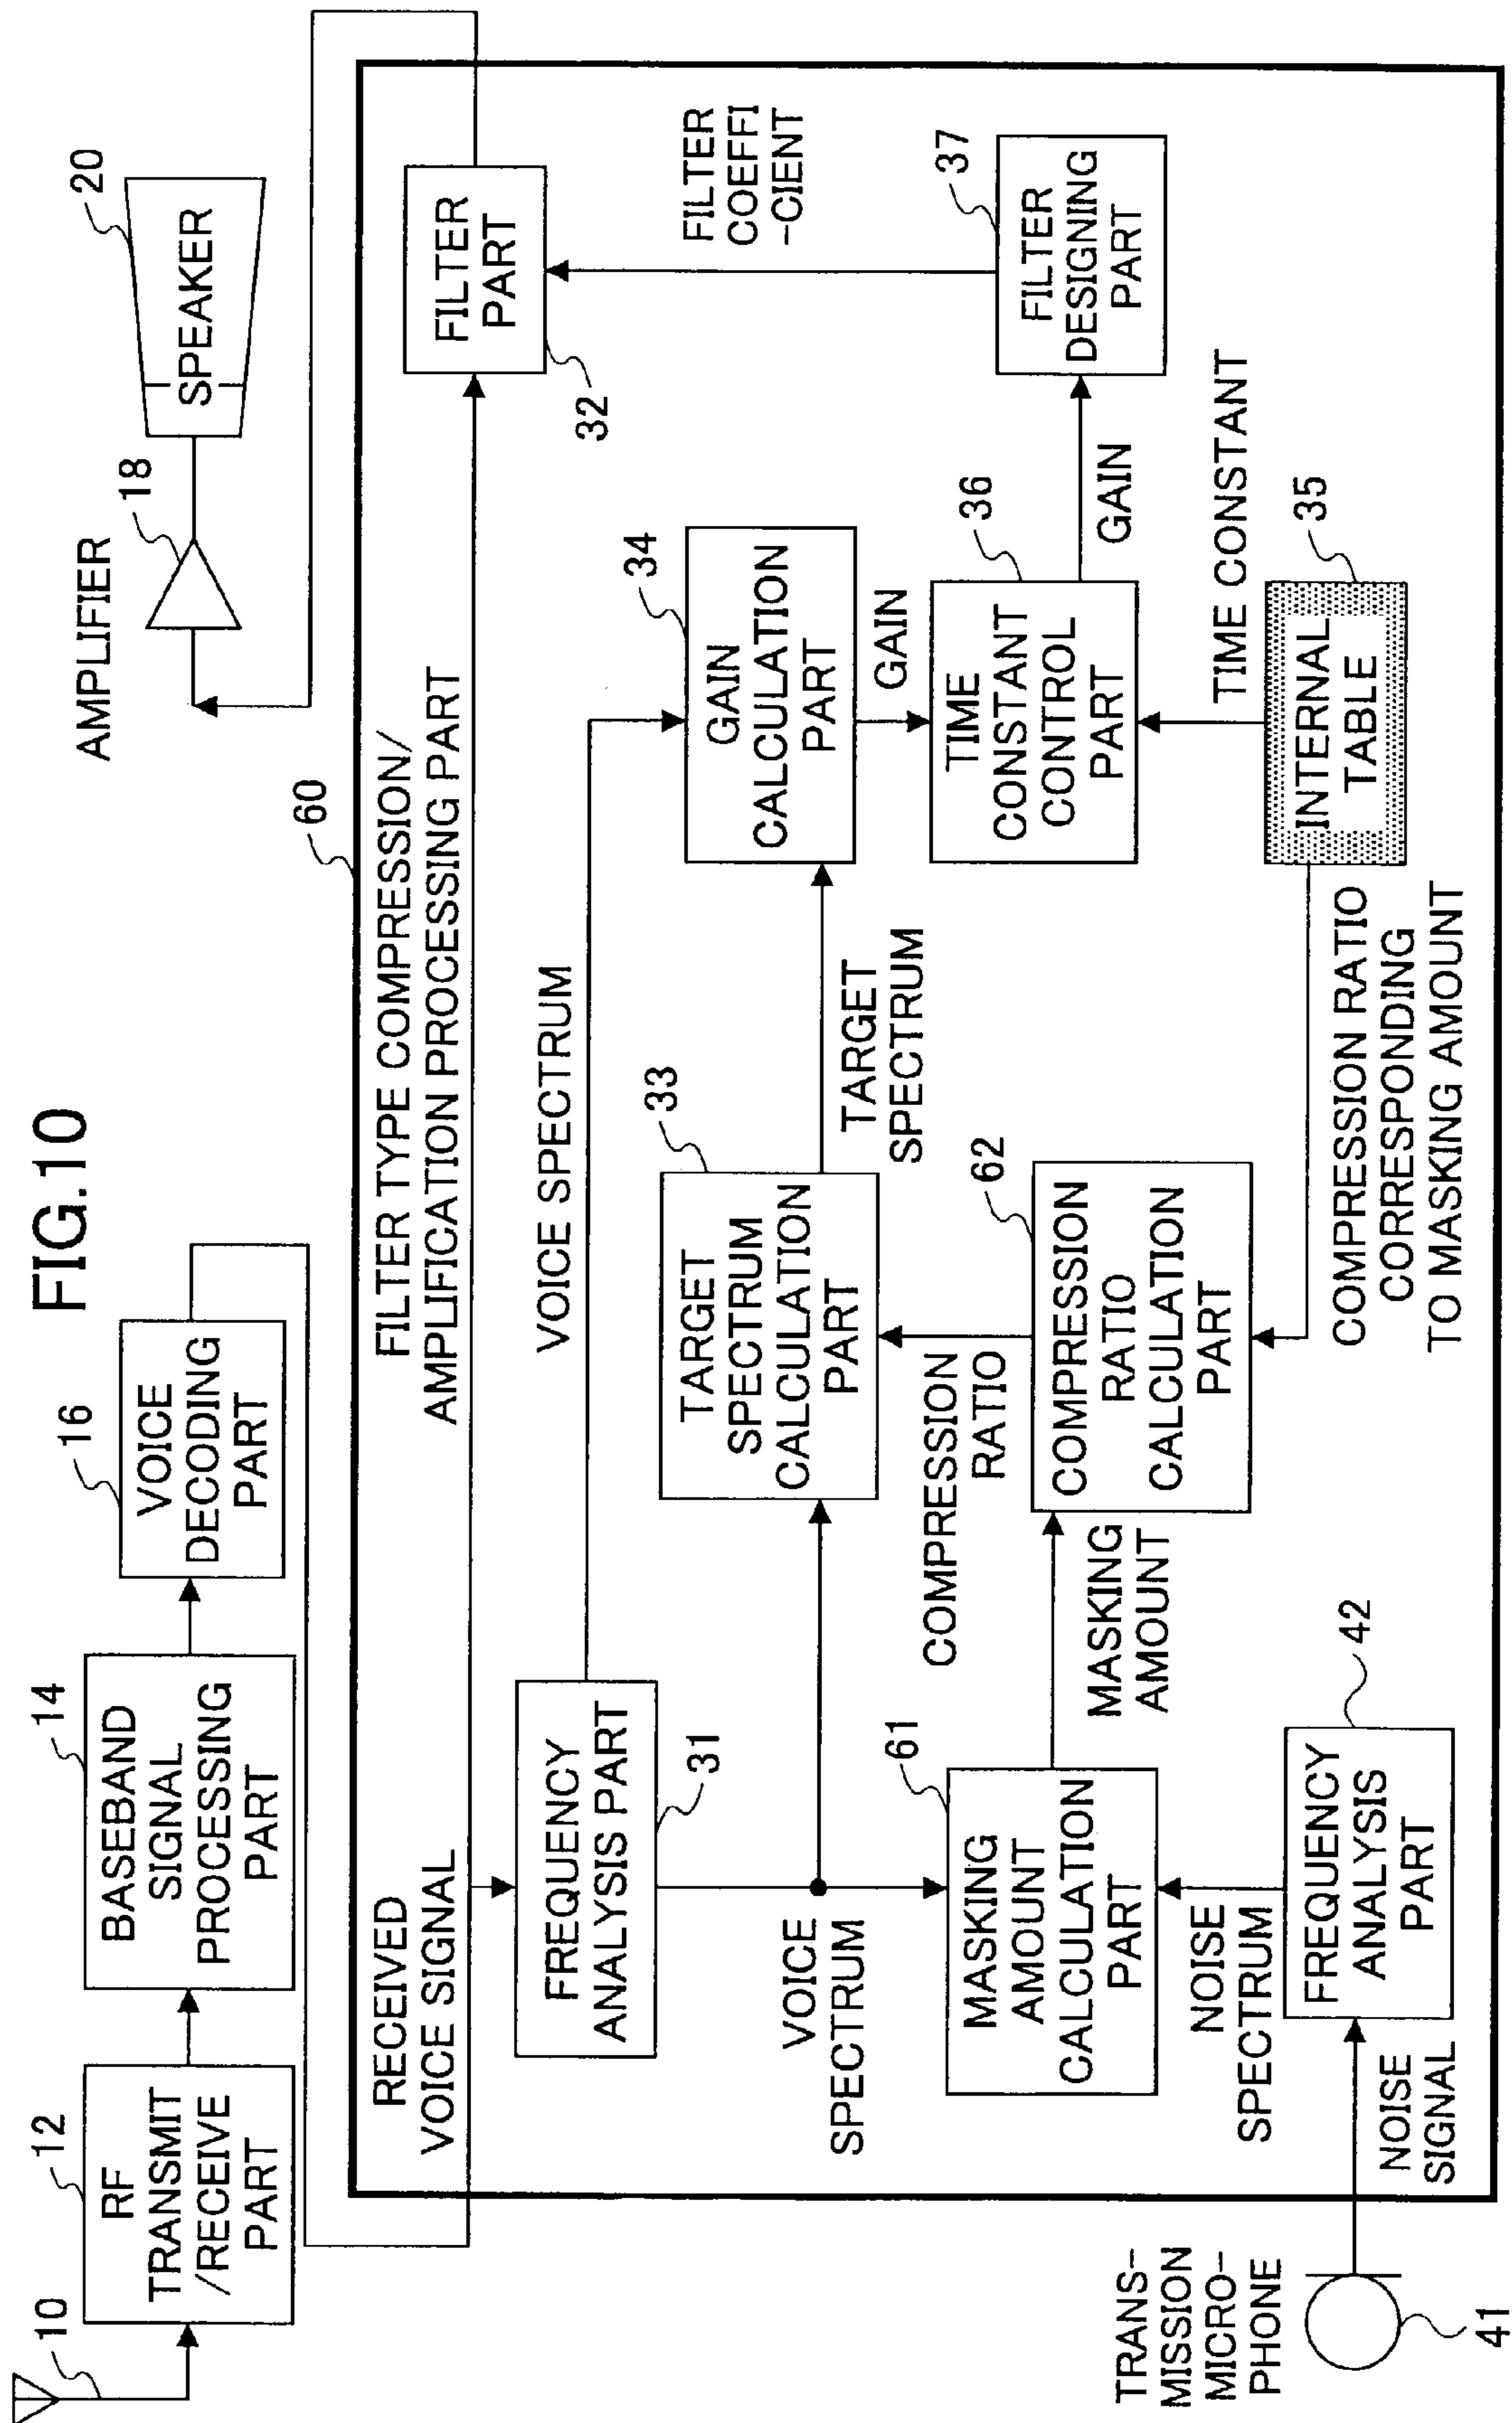 FIG.10
10
RF
TRANSMIT
/RECEIVE
PART
12
BASEBAND
SIGNAL
PROCESSING
PART
14
VOICE
DECODING
PART
16
AMPLIFIER
18
SPEAKER
20
60
FILTER TYPE COMPRESSION/
AMPLIFICATION PROCESSING PART
RECEIVED
VOICE SIGNAL
FREQUENCY
ANALYSIS PART
31
VOICE SPECTRUM
FILTER
PART
32
VOICE
SPECTRUM
TARGET
SPECTRUM
CALCULATION
PART
33
TARGET
SPECTRUM
GAIN
CALCULATION
PART
34
GAIN
FILTER
COEFFI
-CIENT
MASKING
AMOUNT
CALCULATION
PART
61
MASKING
AMOUNT
COMPRESSION
RATIO
COMPRESSION
RATIO
CALCULATION
PART
62
TIME
CONSTANT
CONTROL
PART
36
GAIN
FILTER
DESIGNING
PART
37
NOISE
SPECTRUM
FREQUENCY
ANALYSIS
PART
42
COMPRESSION RATIO
CORRESPONDING
TO MASKING AMOUNT
INTERNAL
TABLE
35
TIME CONSTANT
TRANS-
MISSION
MICRO-
PHONE
41
NOISE
SIGNAL